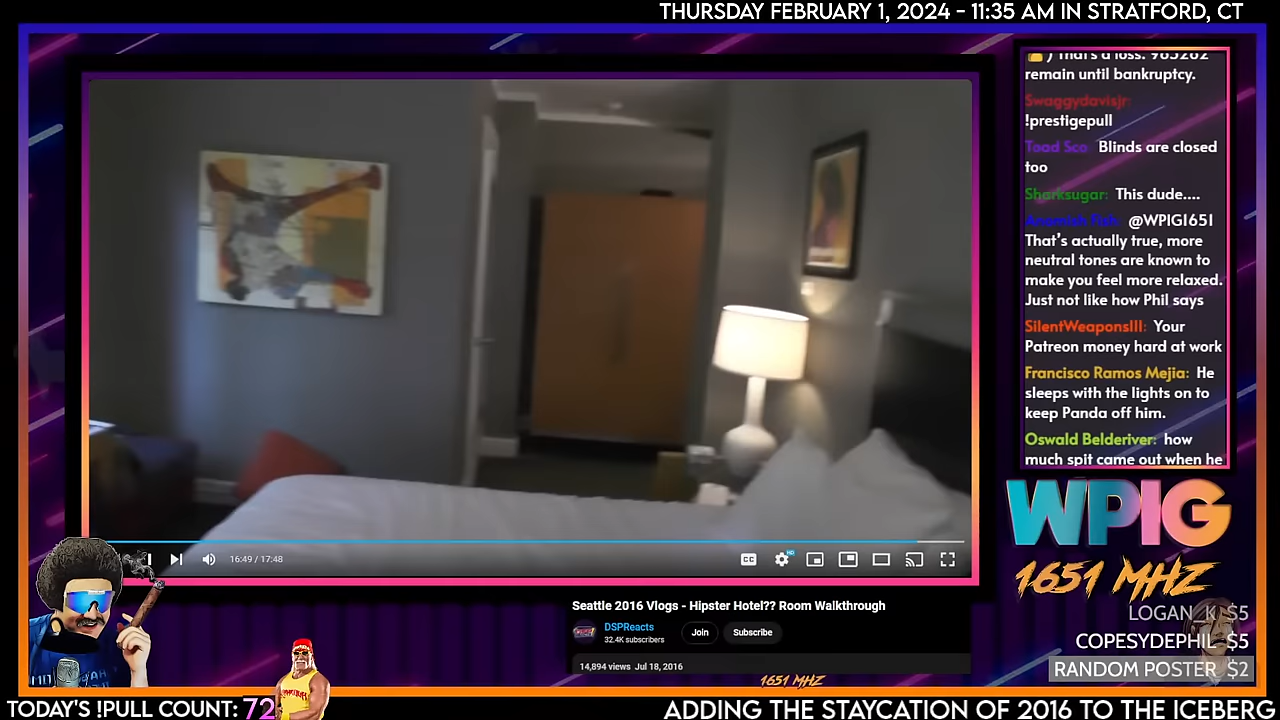 THURSDAY FEBRUARY 1, 2024 - 11:35 AM IN STRATFORD, CT
) That's a loss. 965262
remain until bankruptcy.
Swaggydavisjr:
!prestigepull
Toad Sco: Blinds are closed
too
Sharksugar: This dude....
@WPIG1651
That's actually true, more
neutral tones are known to
make you feel more relaxed.
Just not like how Phil says
SilentWeaponsIII: Your
Patreon money hard at work
Francisco Ramos Mejia: He
sleeps with the lights on to
keep Panda off him.
Oswald Belderiver: how
much spit came out when he
WPIG
1651 MHZ
LOGAN_K $5
COPESYDEPHIL $5
RANDOM POSTER $2
16:49 / 17:48
CC
HD
Seattle 2016 Vlogs - Hipster Hotel?? Room Walkthrough
DSPReacts
32.4K subscribers
Join
Subscribe
14,894 views Jul 18, 2016
1651 MHZ
TODAY'S !PULL COUNT: 72
ADDING THE STAYCATION OF 2016 TO THE ICEBERG